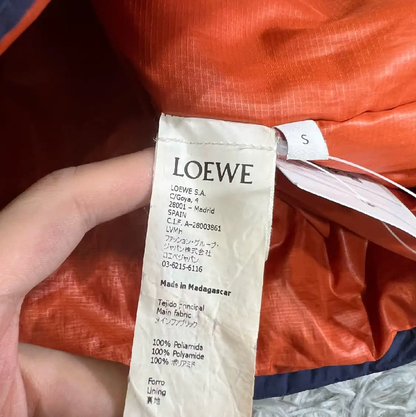 S
LOEWE
LOEWE S.A.
C/Goya, 4
28001 - Madrid
SPAIN
C.I.F. A-28003861
LVMH
ファッション・グループ・
ジャパン株式会社
ロエベジャパン
03-6215-6116
Made in Madagascar
Tejido principal
Main fabric
メインファブリック
100% Poliamida
100% Polyamide
100% ポリアミド
Forro
Lining
裏地